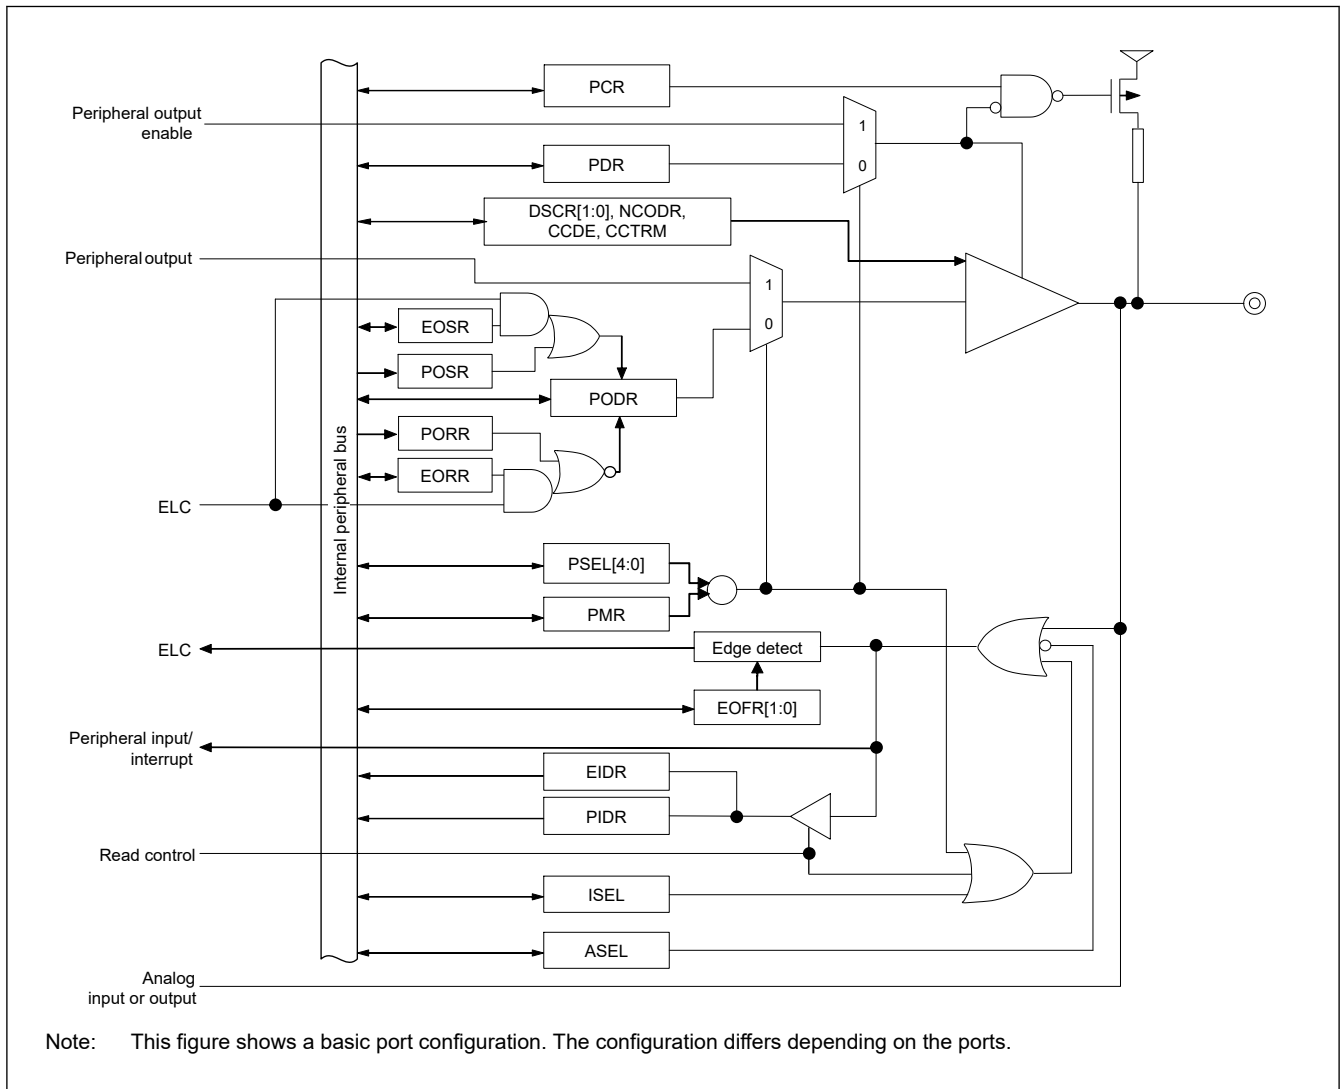 PCR
Peripheral output
enable
1
0
PDR
DSCR[1:0], NCODR,
CCDE, CCTRM
Peripheral output
1
0
EOSR
POSR
PODR
PORR
EORR
ELC
Internal peripheral bus
PSEL[4:0]
PMR
ELC
Edge detect
EOFR[1:0]
Peripheral input/
interrupt
EIDR
PIDR
Read control
ISEL
ASEL
Analog
input or output
Note: This figure shows a basic port configuration. The configuration differs depending on the ports.